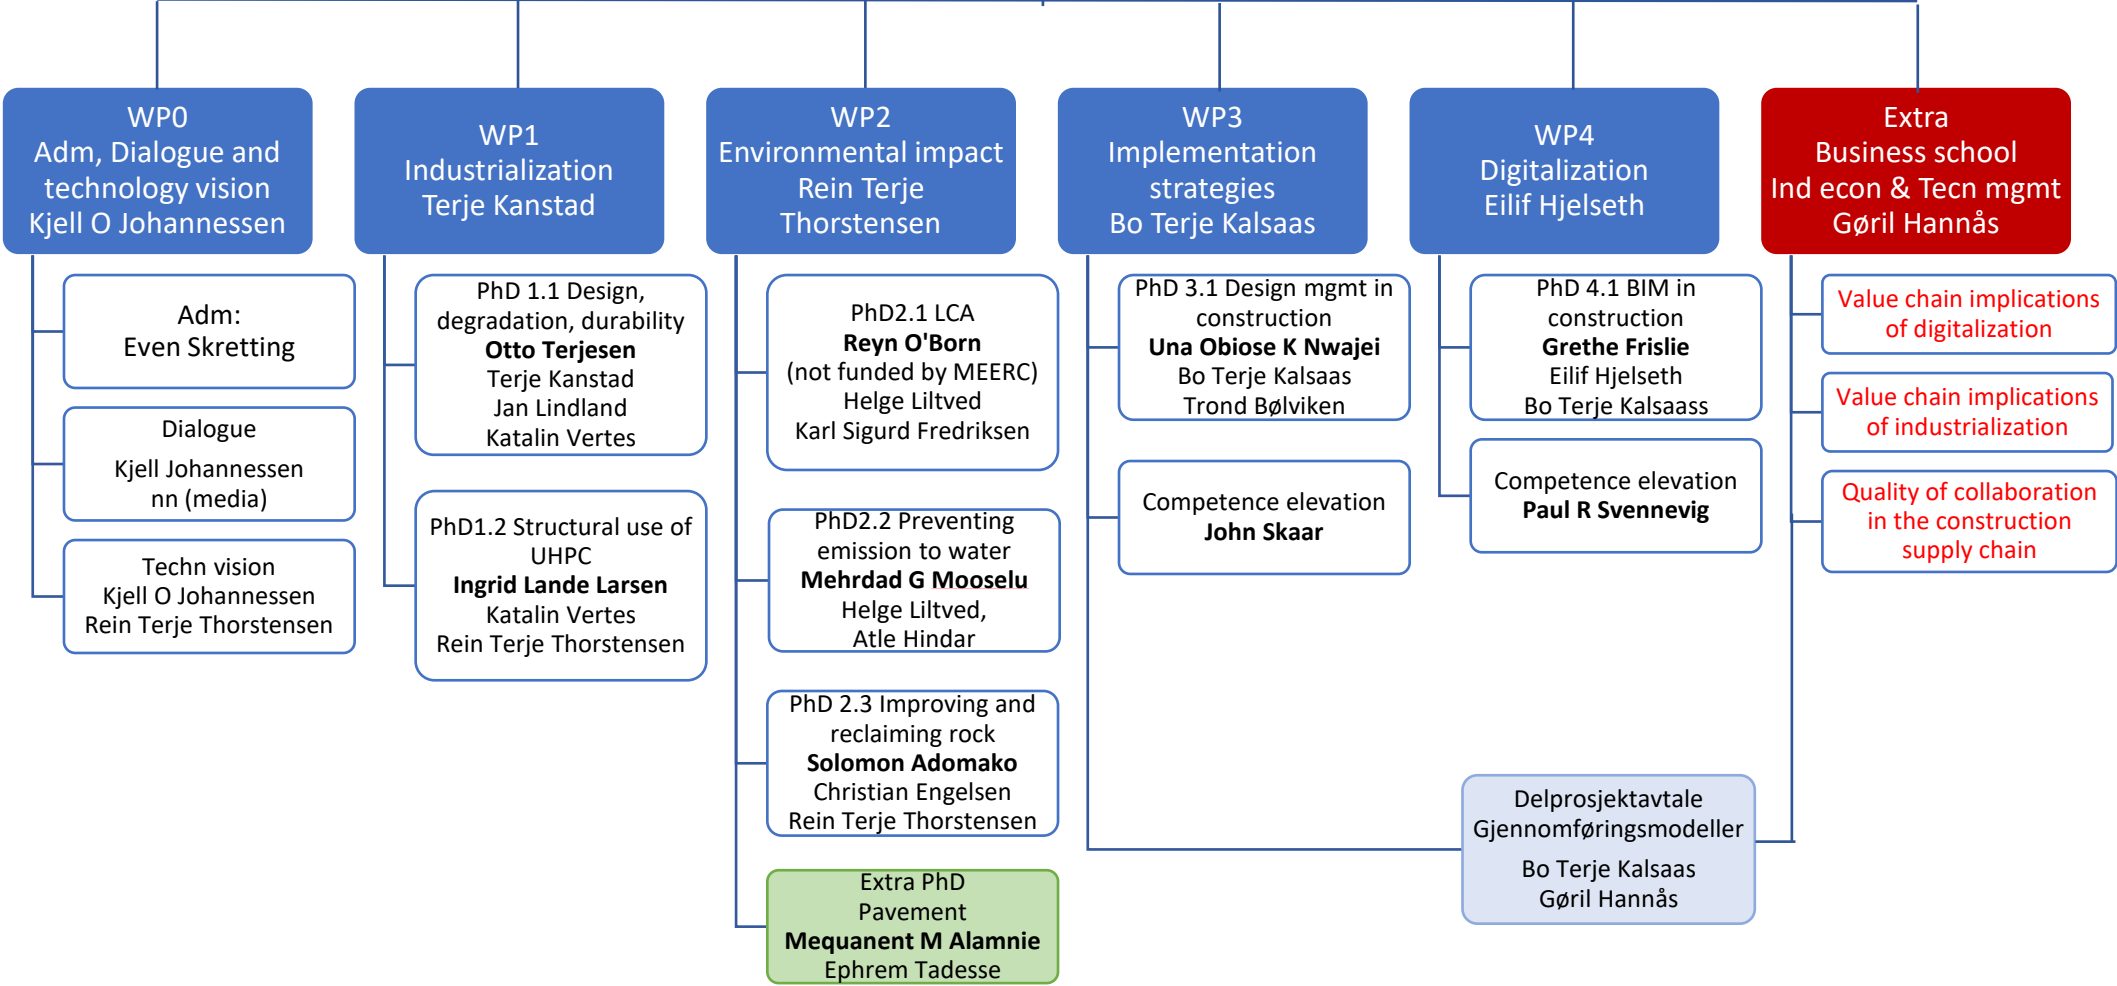 WP0
Adm, Dialogue and
technology vision
Kjell O Johannessen
Adm:
Even Skretting
Dialogue
Kjell Johannessen
nn (media)
Techn vision
Kjell O Johannessen
Rein Terje Thorstensen
WP1
Industrialization
Terje Kanstad
PhD 1.1 Design,
degradation, durability
Otto Terjesen
Terje Kanstad
Jan Lindland
Katalin Vertes
PhD1.2 Structural use of
UHPC
Ingrid Lande Larsen
Katalin Vertes
Rein Terje Thorstensen
WP2
Environmental impact
Rein Terje
Thorstensen
PhD2.1 LCA
Reyn O'Born
(not funded by MEERC)
Helge Liltved
Karl Sigurd Fredriksen
PhD2.2 Preventing
emission to water
Mehrdad G Mooselu
Helge Liltved,
Atle Hindar
PhD 2.3 Improving and
reclaiming rock
Solomon Adomako
Christian Engelsen
Rein Terje Thorstensen
Extra PhD
Pavement
Mequanent M Alamnie
Ephrem Tadesse
WP3
Implementation
strategies
Bo Terje Kalsaas
PhD 3.1 Design mgmt in
construction
Una Obiose K Nwajei
Bo Terje Kalsaas
Trond Bølviken
Competence elevation
John Skaar
WP4
Digitalization
Eilif Hjelseth
PhD 4.1 BIM in
construction
Grethe Frislie
Eilif Hjelseth
Bo Terje Kalsaass
Competence elevation
Paul R Svennevig
Extra
Business school
Ind econ & Tecn mgmt
Gøril Hannås
Value chain implications
of digitalization
Value chain implications
of industrialization
Quality of collaboration
in the construction
supply chain
Delprosjektavtale
Gjennomføringsmodeller
Bo Terje Kalsaas
Gøril Hannås